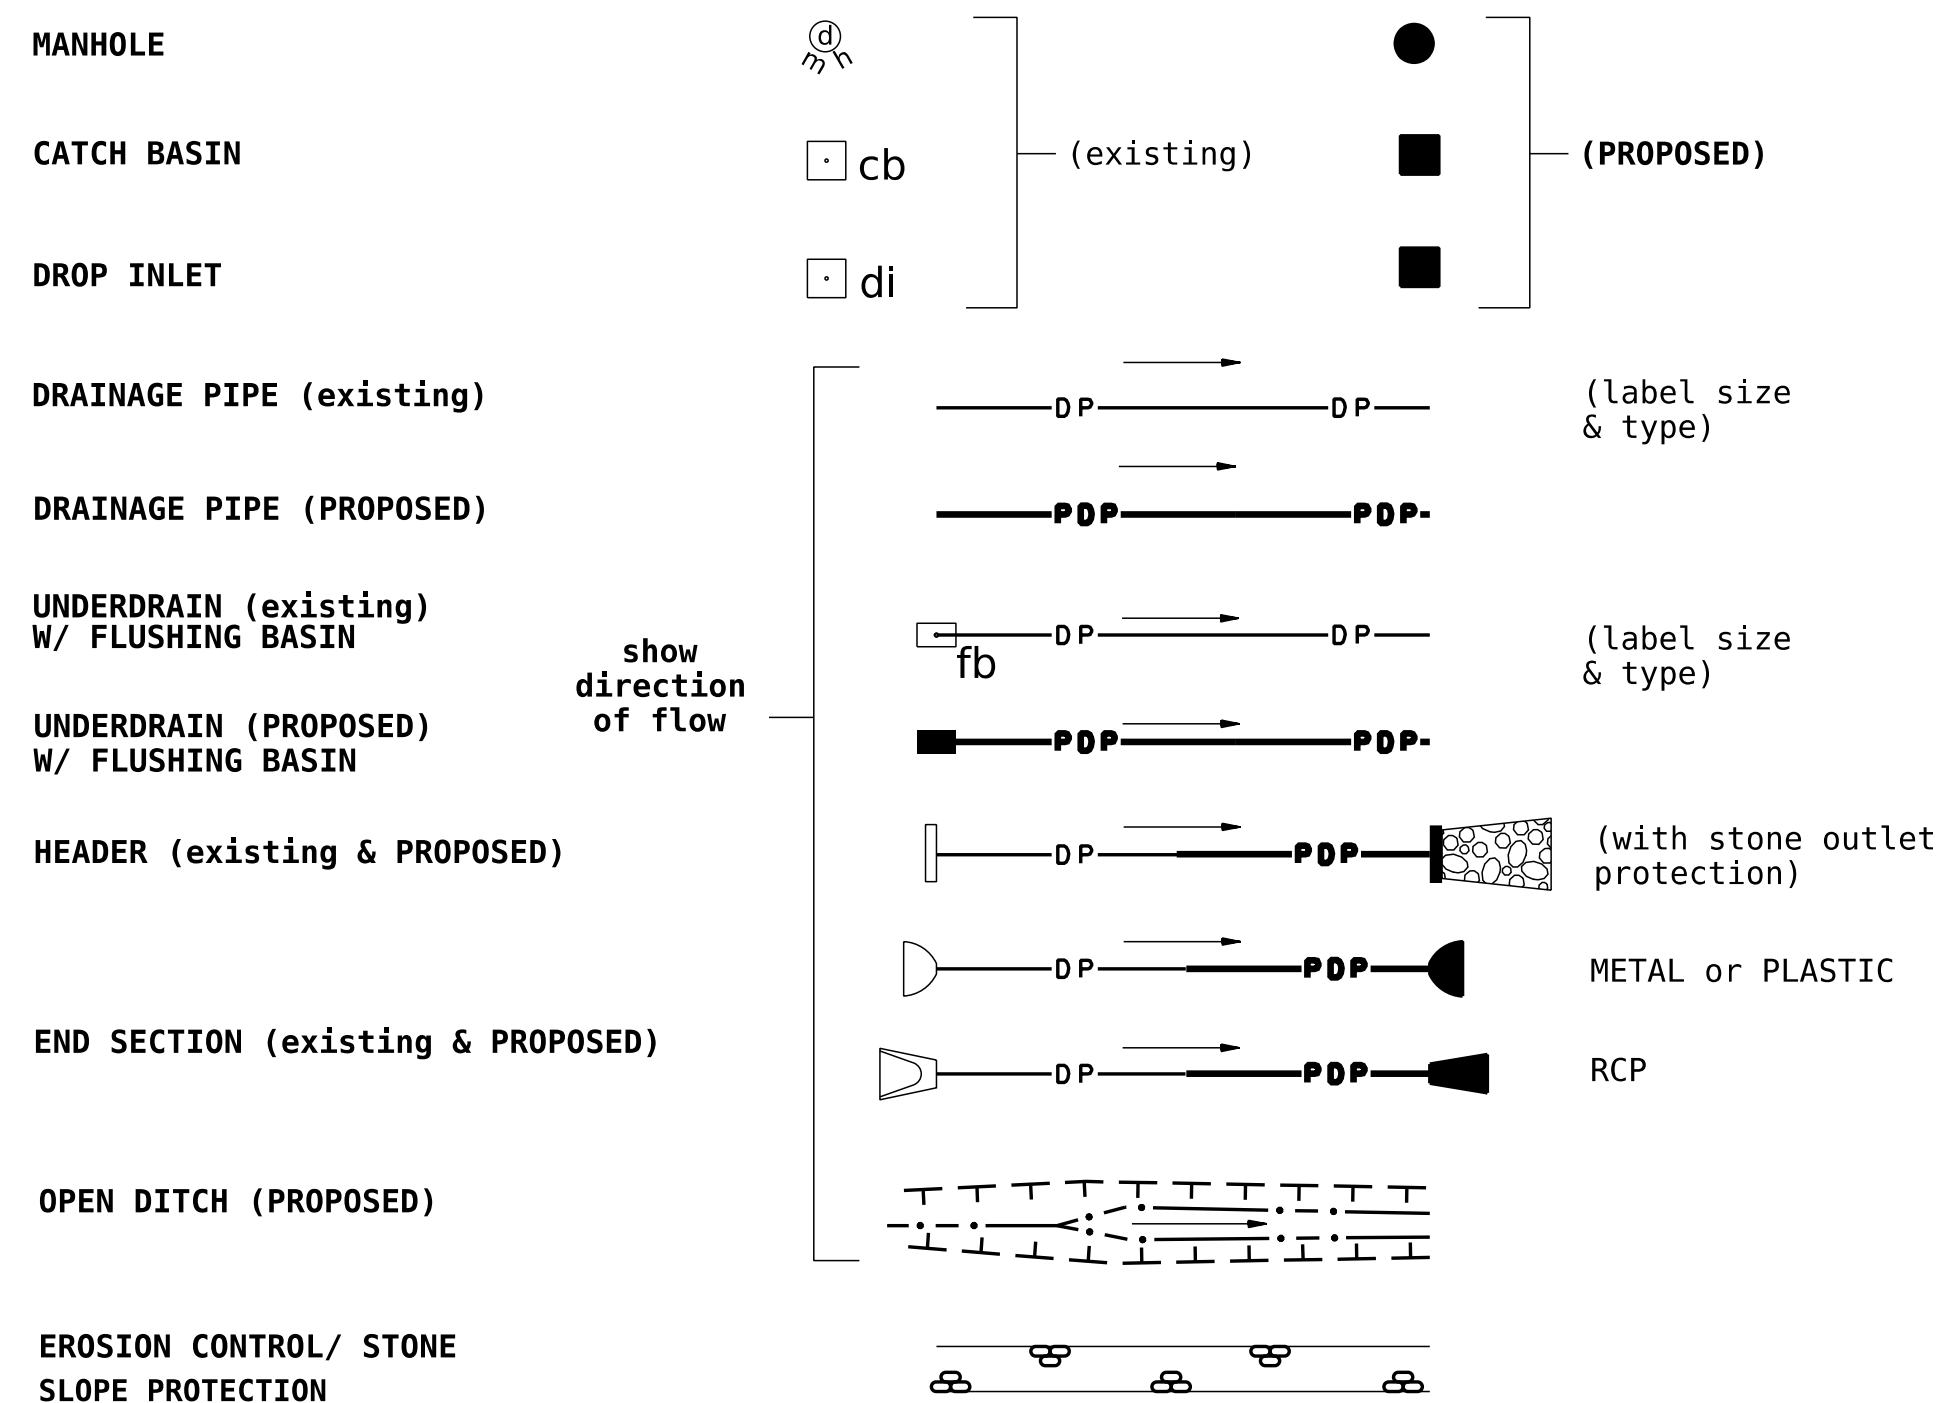 MANHOLE
d
m h
CATCH BASIN
cb
(existing)
(PROPOSED)
DROP INLET
di
DRAINAGE PIPE (existing)
DP DP
(label size
& type)
DRAINAGE PIPE (PROPOSED)
PDP PDP
UNDERDRAIN (existing)
W/ FLUSHING BASIN
fb
DP DP
(label size
& type)
show
direction
of flow
UNDERDRAIN (PROPOSED)
W/ FLUSHING BASIN
PDP PDP
HEADER (existing & PROPOSED)
DP PDP
(with stone outlet
protection)
DP PDP
METAL or PLASTIC
END SECTION (existing & PROPOSED)
DP PDP
RCP
OPEN DITCH (PROPOSED)
EROSION CONTROL/ STONE
SLOPE PROTECTION